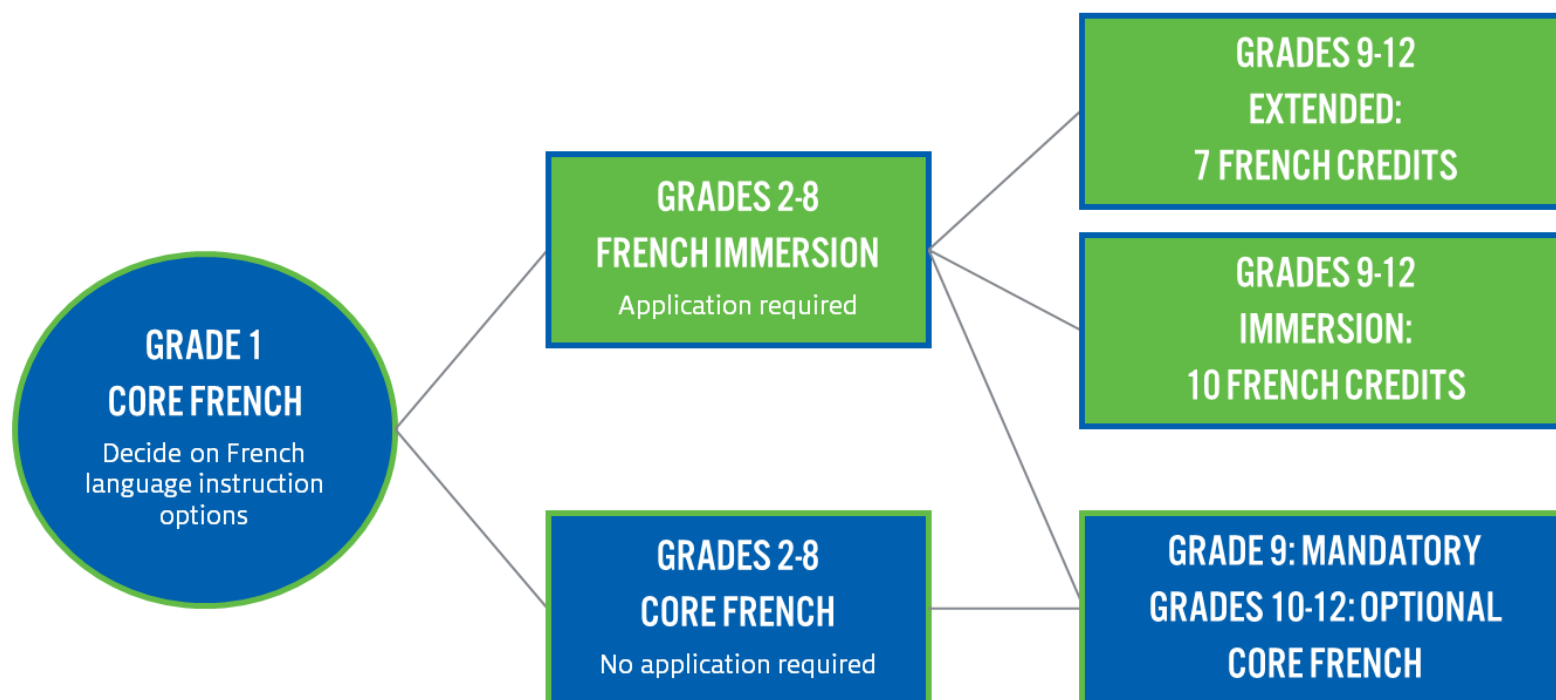 GRADE 1
CORE FRENCH
Decide on French
language instruction
options
GRADES 2-8
FRENCH IMMERSION
Application required
GRADES 2-8
CORE FRENCH
No application required
GRADES 9-12
EXTENDED:
7 FRENCH CREDITS
GRADES 9-12
IMMERSION:
10 FRENCH CREDITS
GRADE 9: MANDATORY
GRADES 10-12: OPTIONAL
CORE FRENCH